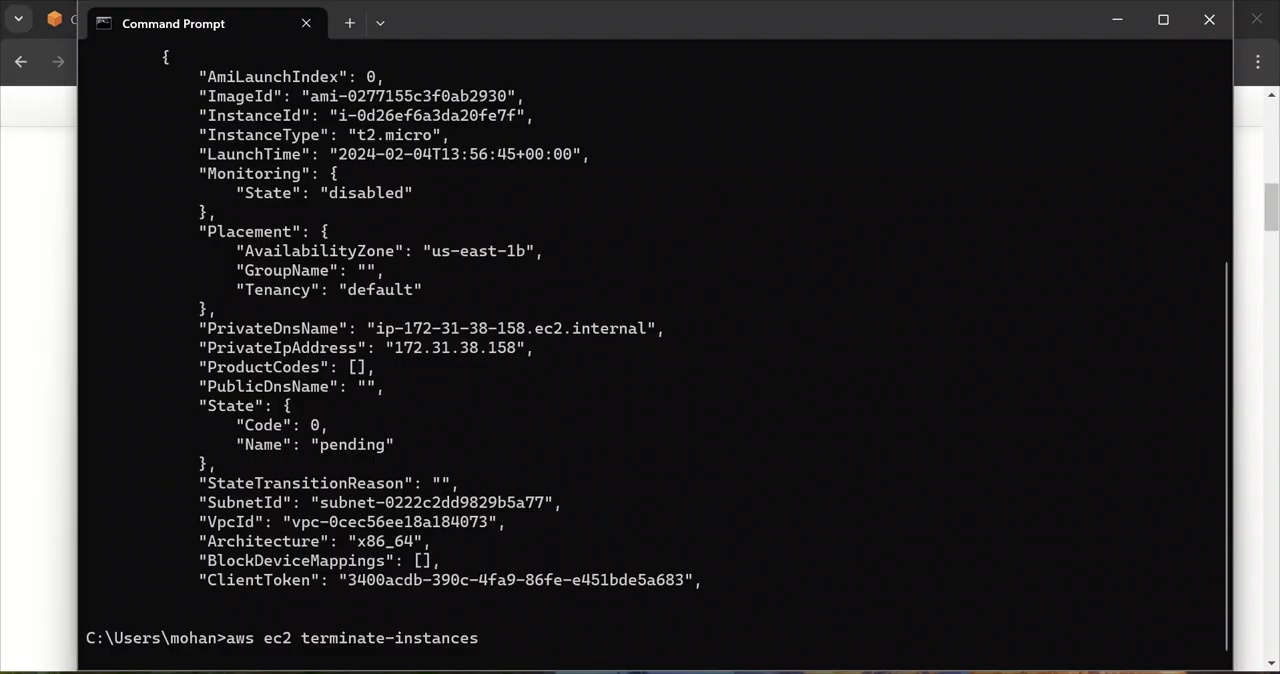 Command Prompt
{
"AmiLaunchIndex": 0,
"ImageId": "ami-0277155c3f0ab2930",
"InstanceId": "i-0d26ef6a3da20fe7f",
"InstanceType": "t2.micro",
"LaunchTime": "2024-02-04T13:56:45+00:00",
"Monitoring": {
"State": "disabled"
},
"Placement": {
"AvailabilityZone": "us-east-1b",
"GroupName": "",
"Tenancy": "default"
},
"PrivateDnsName": "ip-172-31-38-158.ec2.internal",
"PrivateIpAddress": "172.31.38.158",
"ProductCodes": [],
"PublicDnsName": "",
"State": {
"Code": 0,
"Name": "pending"
},
"StateTransitionReason": "",
"SubnetId": "subnet-0222c2dd9829b5a77",
"VpcId": "vpc-0cec56ee18a184073",
"Architecture": "x86_64",
"BlockDeviceMappings": [],
"ClientToken": "3400acdb-390c-4fa9-86fe-e451bde5a683",
C:\Users\mohan>aws ec2 terminate-instances